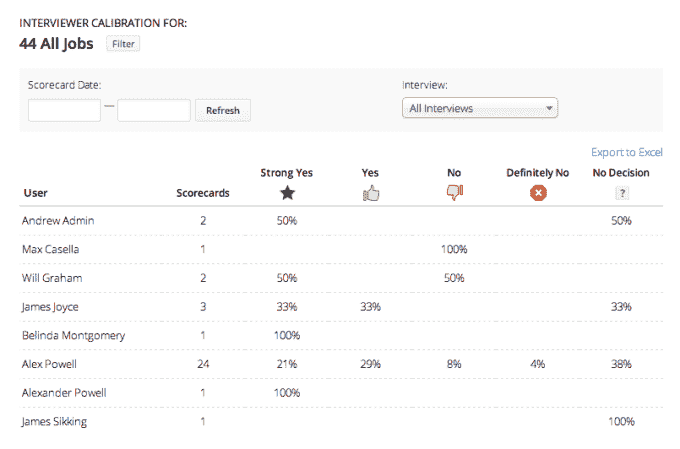 INTERVIEWER CALIBRATION FOR:
44 All Jobs Filter
Scorecard Date: Interview:
— Refresh All Interviews
Export to Excel
Strong Yes Yes No Definitely No No Decision
User Scorecards ?
Andrew Admin 2 50% 50%
Max Casella 1 100%
Will Graham 2 50% 50%
James Joyce 3 33% 33% 33%
Belinda Montgomery 1 100%
Alex Powell 24 21% 29% 8% 4% 38%
Alexander Powell 1 100%
James Sikking 1 100%